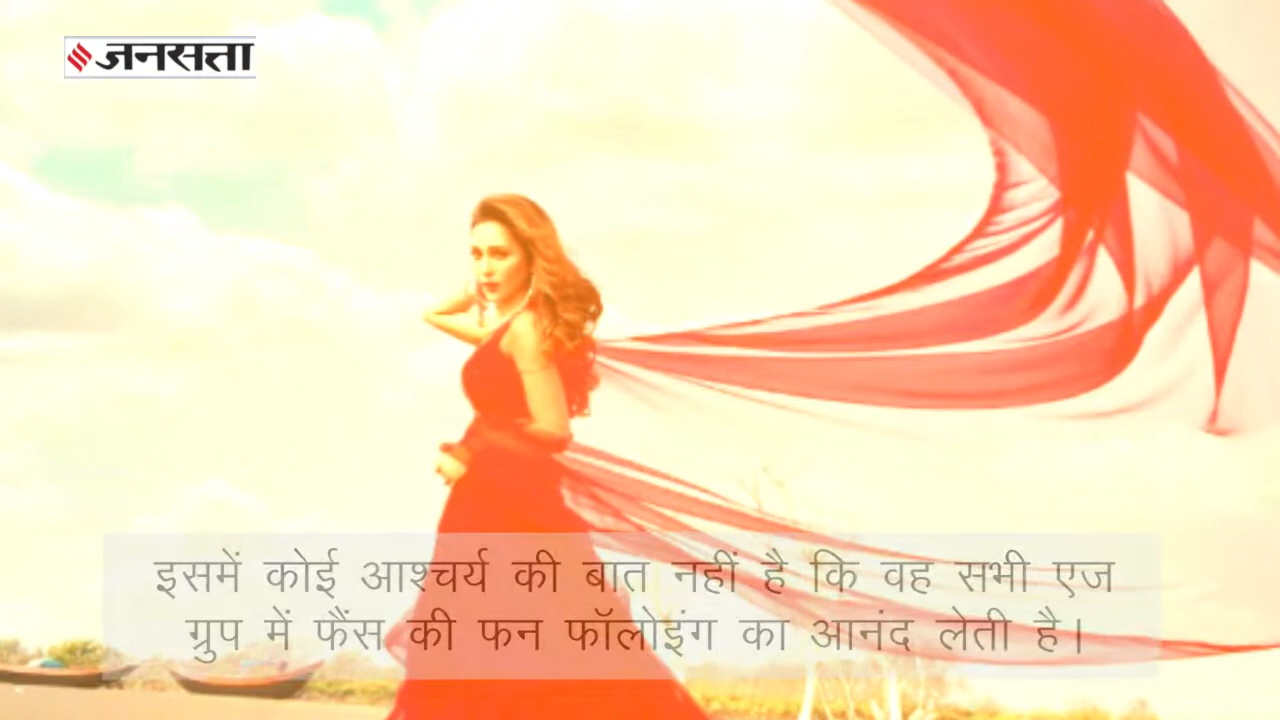 जनसत्ता
इसमें कोई आश्चर्य की बात नहीं है कि वह सभी एज
ग्रुप में फैंस की फन फॉलोइंग का आनंद लेती है।